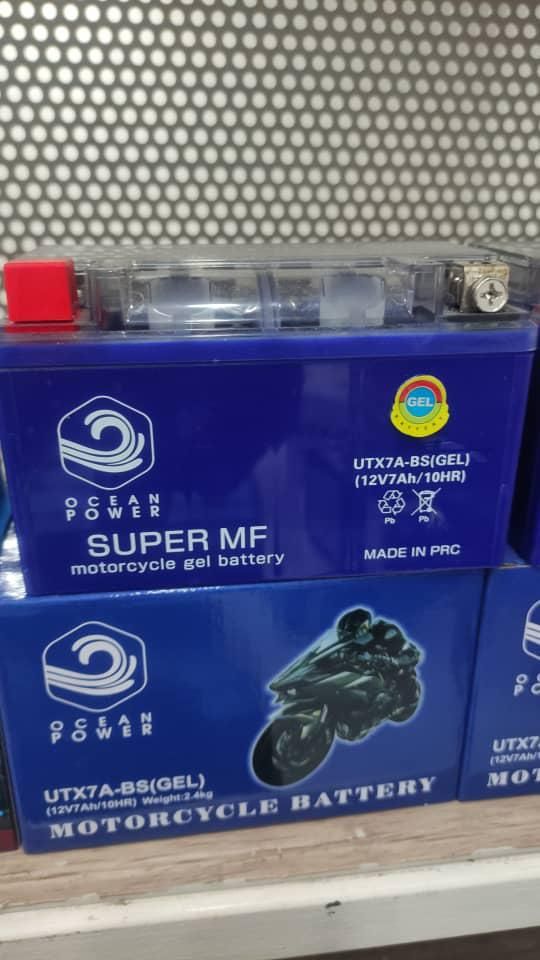 GEL
BATTERY
OCEAN
POWER
UTX7A-BS(GEL)
(12V7Ah/10HR)
Pb
Pb
SUPER MF
motorcycle gel battery
MADE IN PRC
OCEAN
POWER
UTX7A-BS(GEL)
(12V7Ah/10HR) Weight:2.4kg
MOTORCYCLE BATTERY